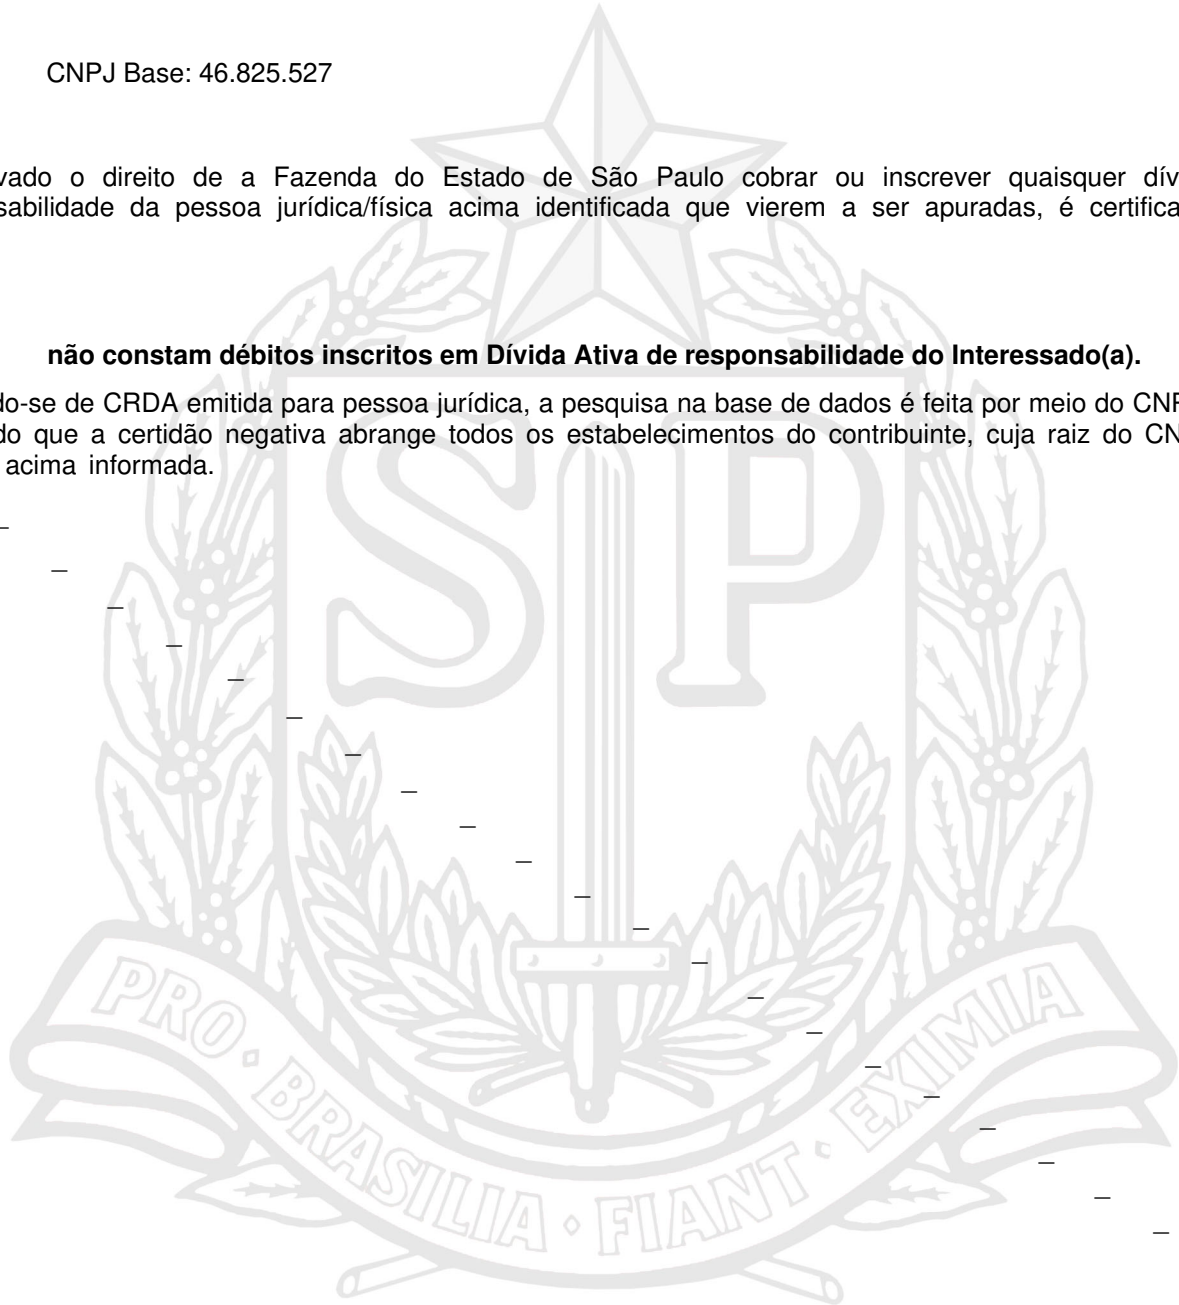 CNPJ Base: 46.825.527
vado o direito de a Fazenda do Estado de São Paulo cobrar ou inscrever quaisquer dív
sabilidade da pessoa jurídica/física acima identificada que vierem a ser apuradas, é certifica
não constam débitos inscritos em Dívida Ativa de responsabilidade do Interessado(a).
do-se de CRDA emitida para pessoa jurídica, a pesquisa na base de dados é feita por meio do CNP
do que a certidão negativa abrange todos os estabelecimentos do contribuinte, cuja raiz do CN
acima informada.
SP
PRO · BRASILIA · FIANT · EXIMIA